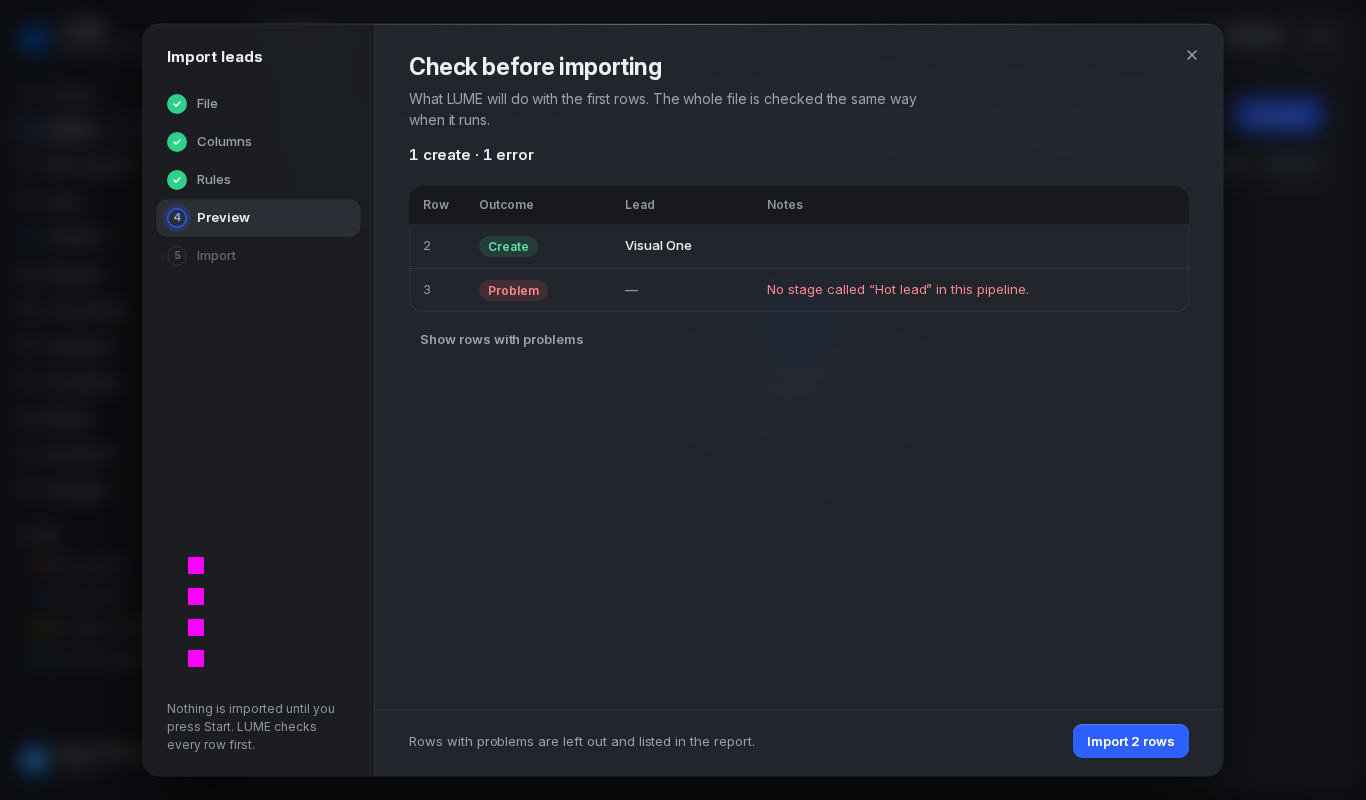 Import leads
File
Columns
Rules
4 Preview
5 Import
Nothing is imported until you
press Start. LUME checks
every row first.
Check before importing
What LUME will do with the first rows. The whole file is checked the same way
when it runs.
1 create · 1 error
Row Outcome Lead Notes
2 Create Visual One
3 Problem — No stage called “Hot lead” in this pipeline.
Show rows with problems
Rows with problems are left out and listed in the report.
Import 2 rows